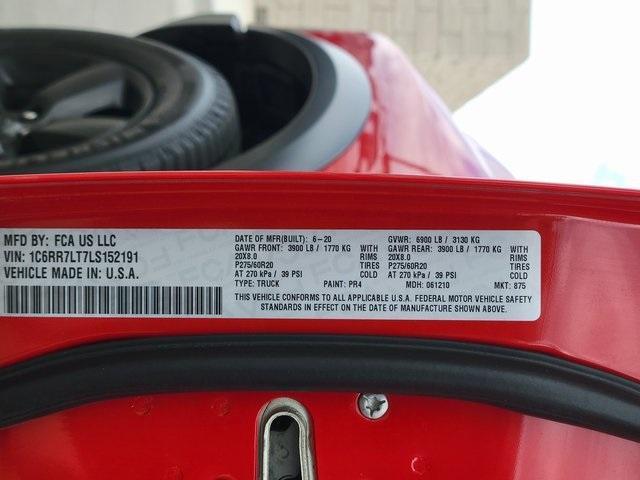 MFD BY: FCA US LLC
VIN: 1C6RR7LT7LS152191
VEHICLE MADE IN: U.S.A.
DATE OF MFR(BUILT): 6-20
GAWR FRONT: 3900 LB / 1770 KG WITH
20X8.0 RIMS
P275/60R20 TIRES
AT 270 kPa / 39 PSI COLD
TYPE: TRUCK PAINT: PR4
GVWR: 6900 LB / 3130 KG
GAWR REAR: 3900 LB / 1770 KG WITH
20X8.0 RIMS
P275/60R20 TIRES
AT 270 kPa / 39 PSI COLD
MDH: 061210 MKT: 875
THIS VEHICLE CONFORMS TO ALL APPLICABLE U.S.A. FEDERAL MOTOR VEHICLE SAFETY
STANDARDS IN EFFECT ON THE DATE OF MANUFACTURE SHOWN ABOVE.